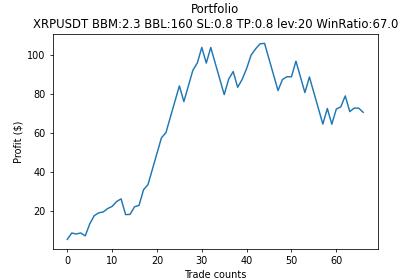 Portfolio
XRPUSDT BBM:2.3 BBL:160 SL:0.8 TP:0.8 lev:20 WinRatio:67.0
100
80
60
40
20
Profit ($)
0 10 20 30 40 50 60
Trade counts